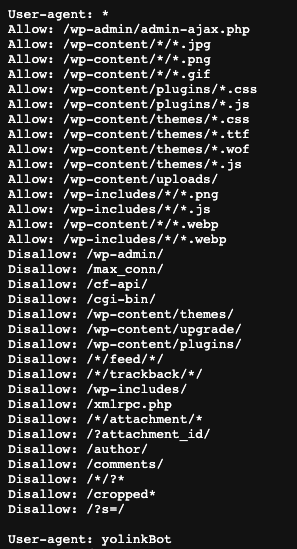 User-agent: *
Allow: /wp-admin/admin-ajax.php
Allow: /wp-content/*/*.jpg
Allow: /wp-content/*/*.png
Allow: /wp-content/*/*.gif
Allow: /wp-content/plugins/*.css
Allow: /wp-content/plugins/*.js
Allow: /wp-content/themes/*.css
Allow: /wp-content/themes/*.ttf
Allow: /wp-content/themes/*.wof
Allow: /wp-content/themes/*.js
Allow: /wp-content/uploads/
Allow: /wp-includes/*/*.png
Allow: /wp-includes/*/*.js
Allow: /wp-content/*/*.webp
Allow: /wp-includes/*/*.webp
Disallow: /wp-admin/
Disallow: /max_conn/
Disallow: /cf-api/
Disallow: /cgi-bin/
Disallow: /wp-content/themes/
Disallow: /wp-content/upgrade/
Disallow: /wp-content/plugins/
Disallow: /*/feed/*/
Disallow: /*/trackback/*/
Disallow: /wp-includes/
Disallow: /xmlrpc.php
Disallow: /*/attachment/*
Disallow: /?attachment_id/
Disallow: /author/
Disallow: /comments/
Disallow: /*/?*
Disallow: /cropped*
Disallow: /?s=/
User-agent: yolinkBot